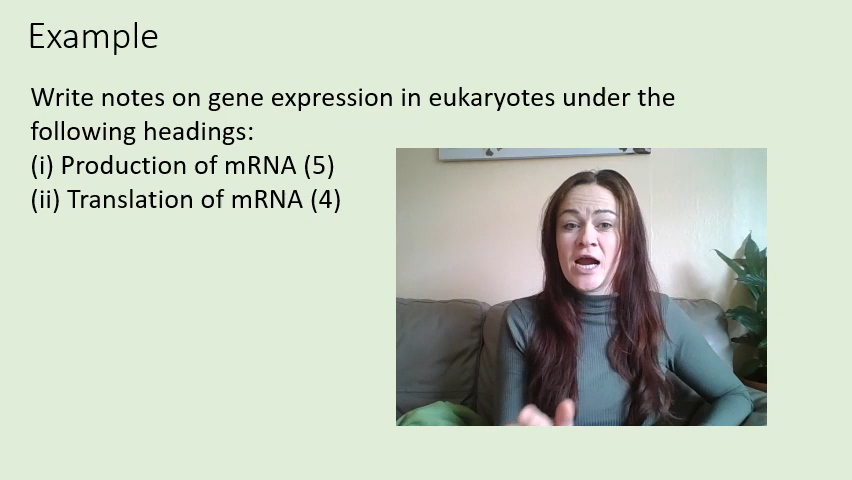 Example
Write notes on gene expression in eukaryotes under the
following headings:
(i) Production of mRNA (5)
(ii) Translation of mRNA (4)